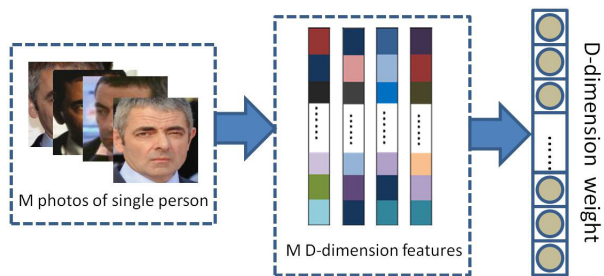 M photos of single person
M D-dimension features
D-dimension weight